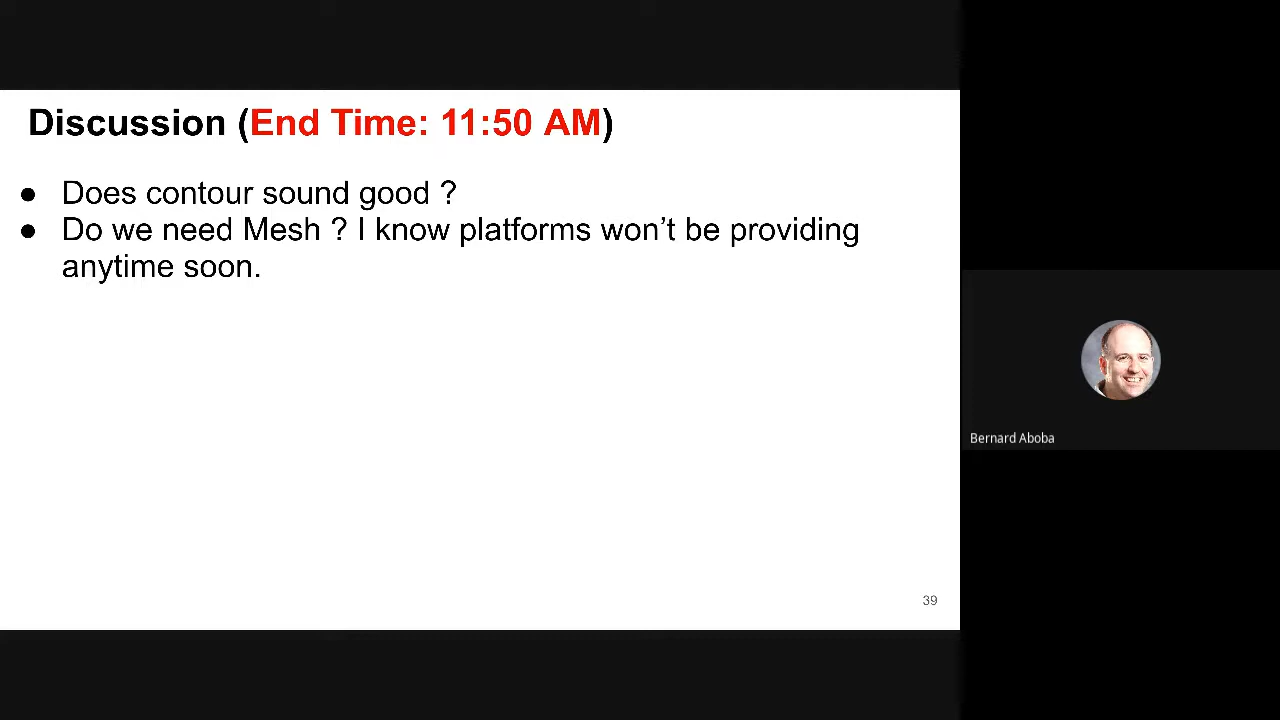 Discussion (End Time: 11:50 AM)
● Does contour sound good ?
● Do we need Mesh ? I know platforms won’t be providing
anytime soon.
39
Bernard Aboba